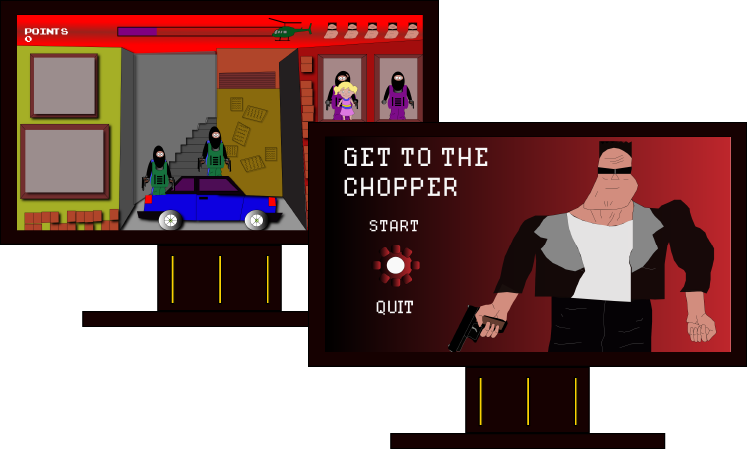 POINTS
0
GET TO THE
CHOPPER
START
QUIT